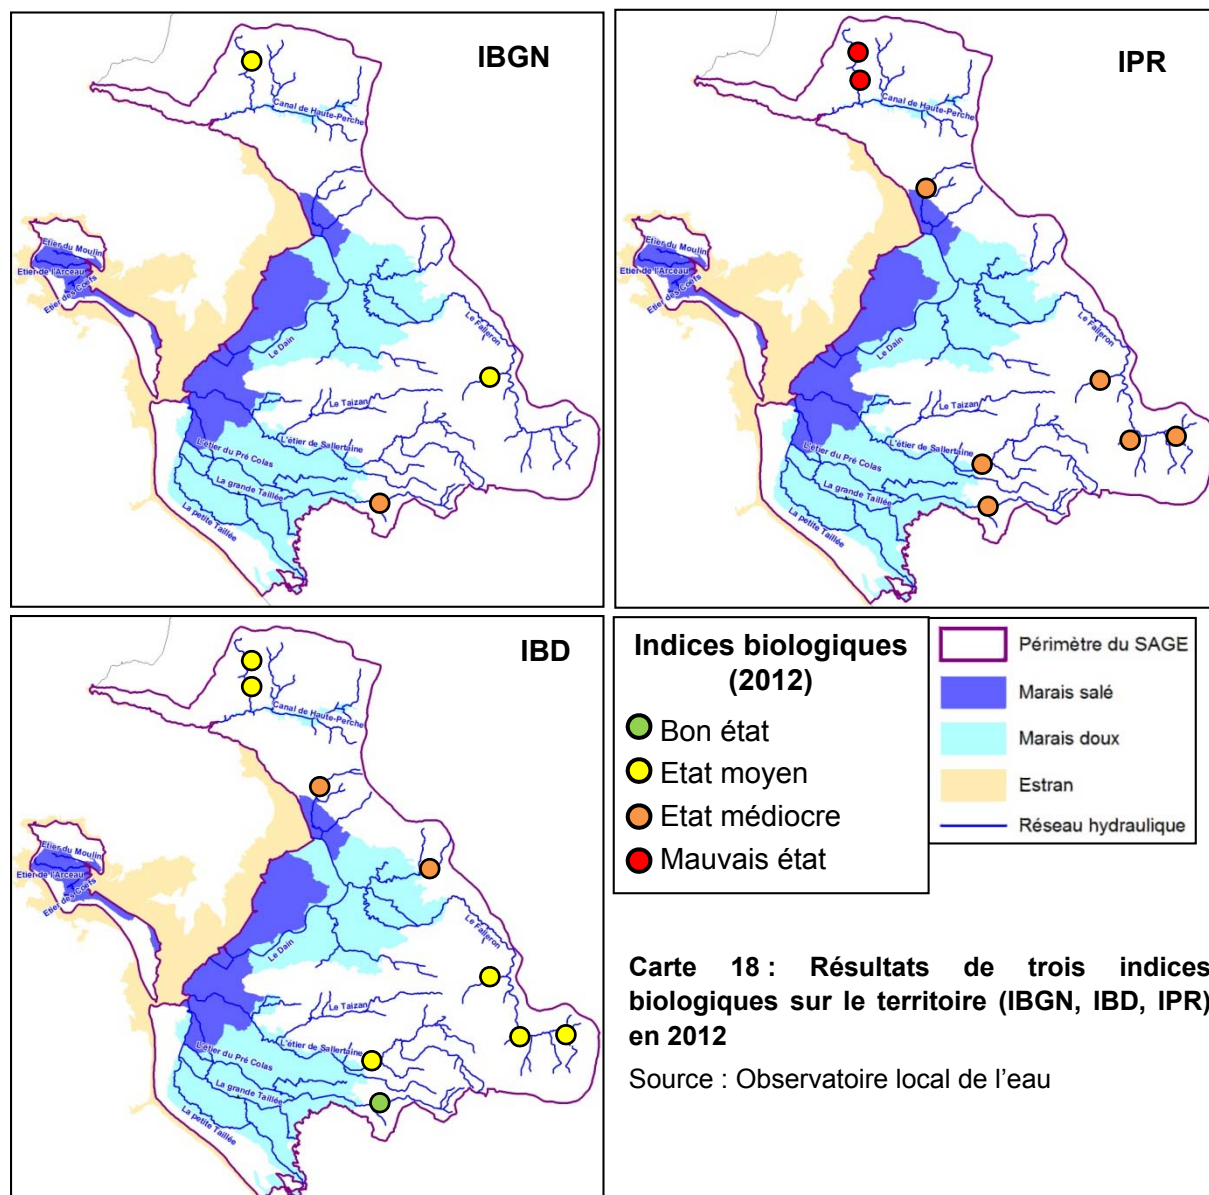 IBGN
Canal de Haute-Perche
Etier du Moulin
Etier de l'Arceau
Etier des Coefs
Le Falleron
Le Dain
Le Taizan
L'étier de Sallertaine
L'étier du Pré Colas
La grande Taillée
La petite Taillée
IPR
Canal de Haute-Perche
Etier du Moulin
Etier de l'Arceau
Etier des Coefs
Le Falleron
Le Dain
Le Taizan
L'étier de Sallertaine
L'étier du Pré Colas
La grande Taillée
La petite Taillée
IBD
Canal de Haute-Perche
Etier du Moulin
Etier de l'Arceau
Etier des Coefs
Le Falleron
Le Dain
Le Taizan
L'étier de Sallertaine
L'étier du Pré Colas
La grande Taillée
La petite Taillée
Indices biologiques
(2012)
Bon état
Etat moyen
Etat médiocre
Mauvais état
Périmètre du SAGE
Marais salé
Marais doux
Estran
Réseau hydraulique
Carte 18 : Résultats de trois indices
biologiques sur le territoire (IBGN, IBD, IPR)
en 2012
Source : Observatoire local de l'eau